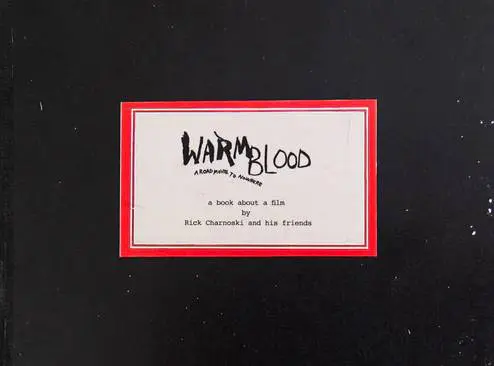 WARM BLOOD
A ROAD MOVIE TO NOWHERE
a book about a film
by
Rick Charnoski and his friends